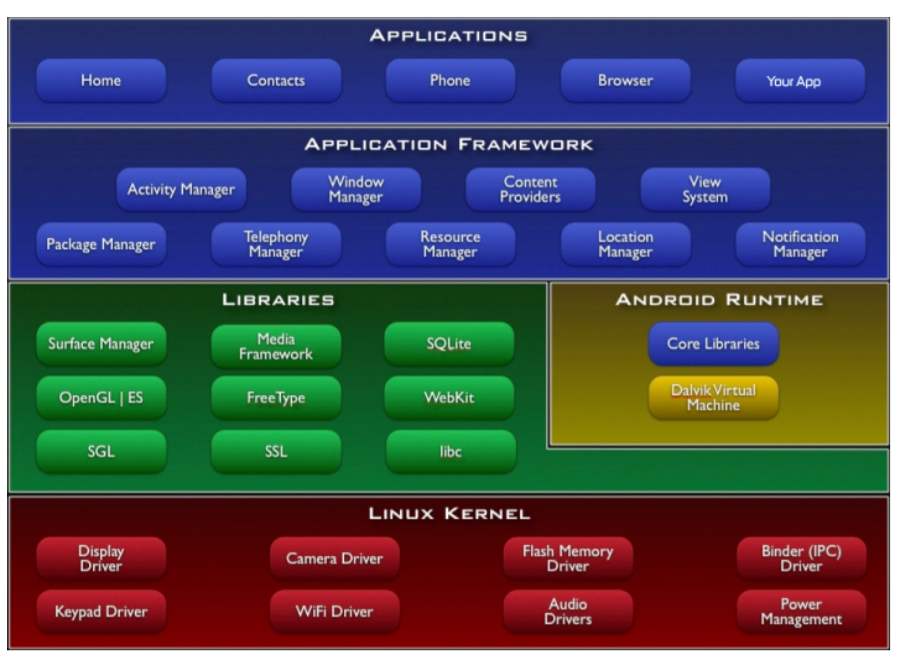 APPLICATIONS
Home
Contacts
Phone
Browser
Your App
APPLICATION FRAMEWORK
Activity Manager
Window
Manager
Content
Providers
View
System
Package Manager
Telephony
Manager
Resource
Manager
Location
Manager
Notification
Manager
LIBRARIES
Surface Manager
Media
Framework
SQLite
OpenGL | ES
FreeType
WebKit
SGL
SSL
libc
ANDROID RUNTIME
Core Libraries
Dalvik Virtual
Machine
LINUX KERNEL
Display
Driver
Camera Driver
Flash Memory
Driver
Binder (IPC)
Driver
Keypad Driver
WiFi Driver
Audio
Drivers
Power
Management